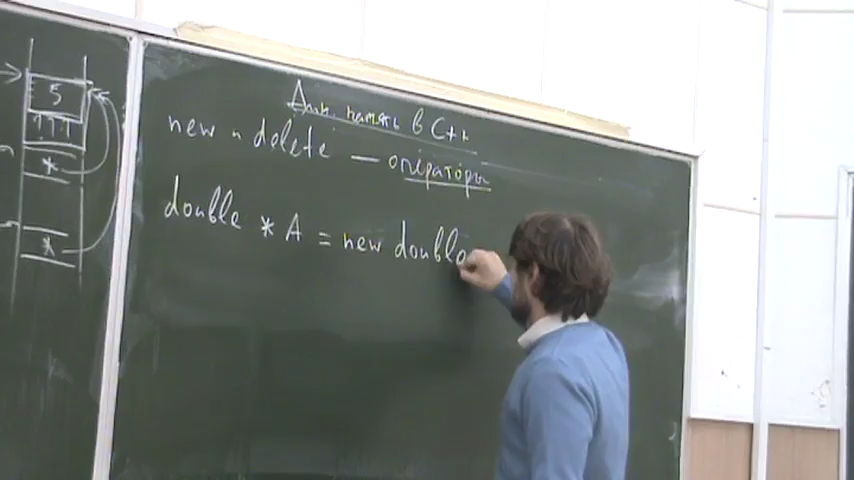 5
???
*
*
Дин. память в C++
new и delete — операторы
double * A = new double